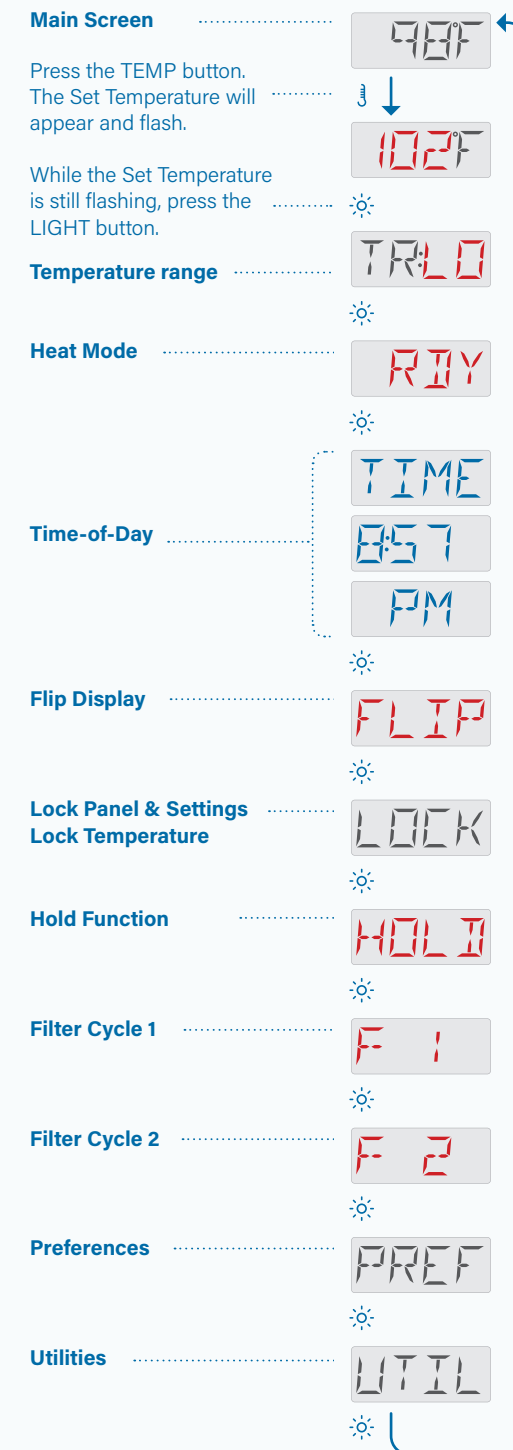 Main Screen
98°F
Press the TEMP button.
The Set Temperature will
appear and flash.
102°F
While the Set Temperature
is still flashing, press the
LIGHT button.
TR:LO
Temperature range
Heat Mode
RDY
TIME
Time-of-Day
8:57
PM
Flip Display
FLIP
Lock Panel & Settings
Lock Temperature
LOCK
Hold Function
HOLD
Filter Cycle 1
F 1
Filter Cycle 2
F 2
Preferences
PREF
Utilities
UTIL